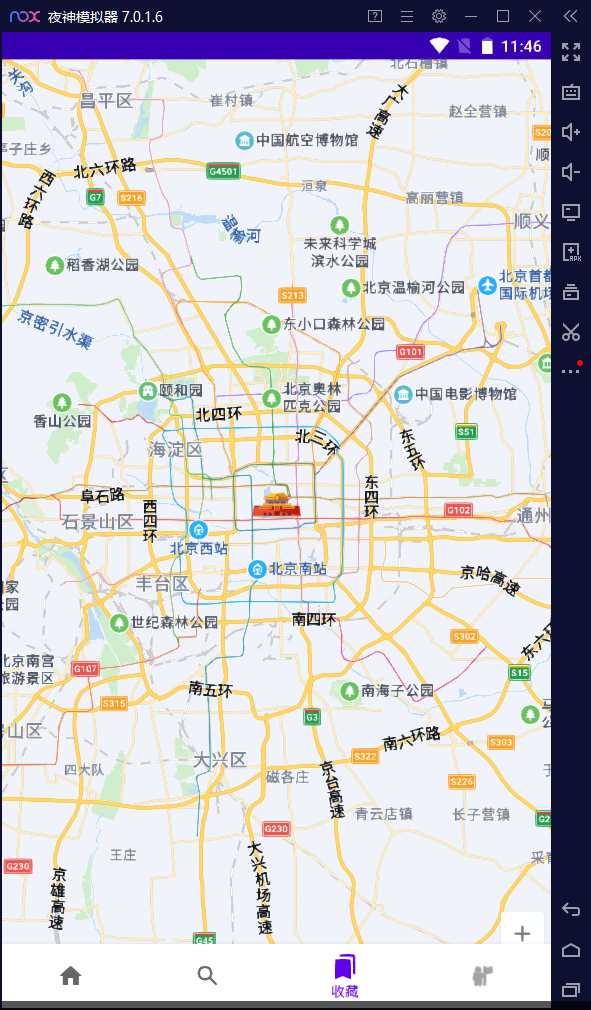 nox 夜神模拟器 7.0.1.6
11:46
北石槽镇
天沟
昌平区
崔村镇
大广高速
赵全营镇
中国航空博物馆
亭子庄乡
北六环路
G4501
西六环路
G7
S216
洹泉
高丽营镇
顺义
温榆河
未来科学城
滨水公园
稻香湖公园
北京温榆河公园
北京首都
国际机场
S213
京密引水渠
东小口森林公园
G101
颐和园
北京奥林
匹克公园
中国电影博物馆
香山公园
北四环
S51
北三环
东五环
海淀区
阜石路
西四环
东四环
G102
石景山区
通州
北京西站
北京南站
京哈高速
丰台区
世纪森林公园
南四环
S302
东六环
北京南宫
旅游景区
G107
S15
南五环
南海子公园
S315
G3
南六环路
S303
大兴区
S322
四大队
磁各庄
京台高速
S226
青云店镇
长子营镇
G230
王庄
大兴机场高速
采育
G230
京雄高速
G45
收藏